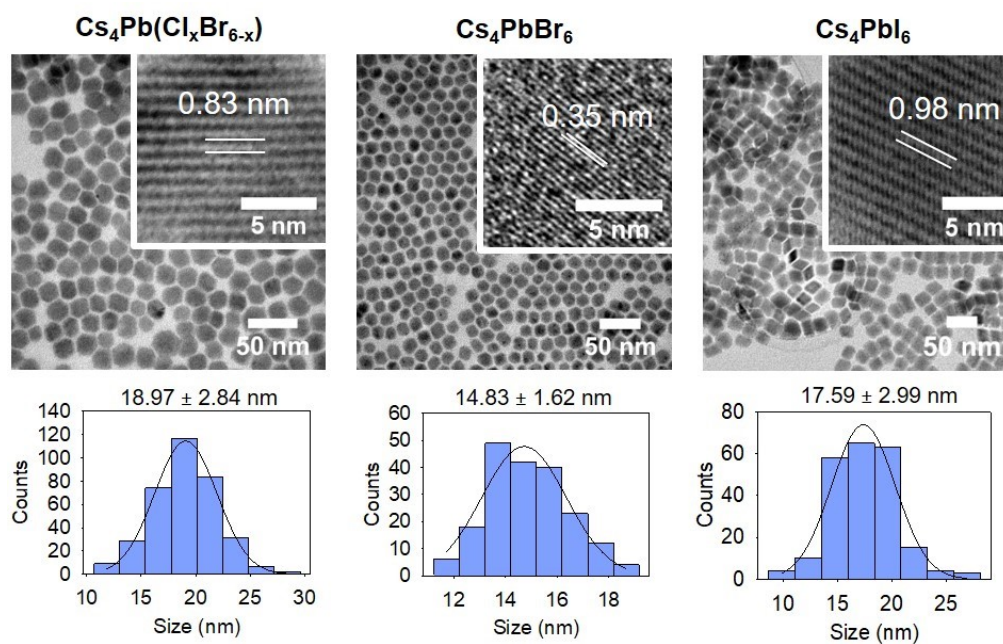 Cs4Pb(ClxBr6-x)
Cs4PbBr6
Cs4PbI6
0.83 nm
5 nm
50 nm
0.35 nm
5 nm
50 nm
0.98 nm
5 nm
50 nm
18.97 ± 2.84 nm
Counts
140
120
100
80
60
40
20
0
10 15 20 25 30
Size (nm)
14.83 ± 1.62 nm
Counts
60
50
40
30
20
10
0
12 14 16 18
Size (nm)
17.59 ± 2.99 nm
Counts
80
60
40
20
0
10 15 20 25
Size (nm)